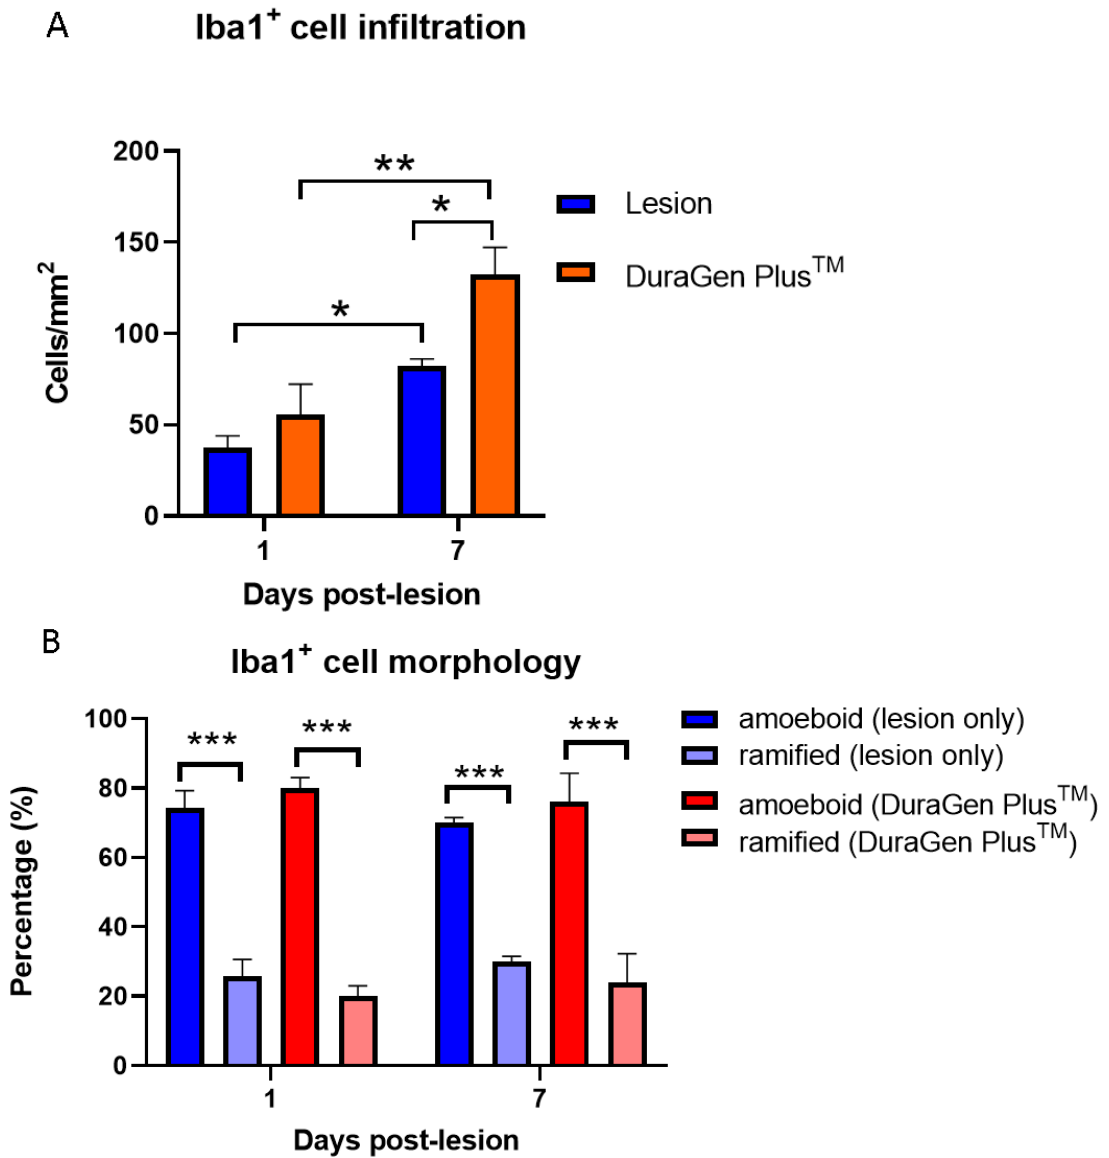 A
Iba1⁺ cell infiltration
200
150
100
50
0
Cells/mm²
**
*
*
Lesion
DuraGen Plus™
1
7
Days post-lesion
B
Iba1⁺ cell morphology
100
80
60
40
20
0
Percentage (%)
***
***
***
***
amoeboid (lesion only)
ramified (lesion only)
amoeboid (DuraGen Plus™)
ramified (DuraGen Plus™)
1
7
Days post-lesion